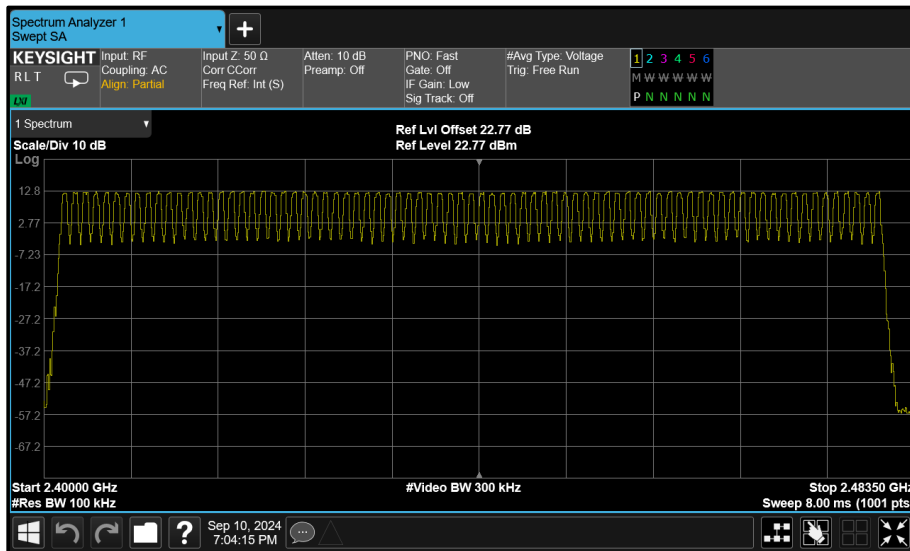 Spectrum Analyzer 1
Swept SA
KEYSIGHT
R L T
LXI
Input: RF
Coupling: AC
Align: Partial
Input Z: 50 Ω
Corr CCorr
Freq Ref: Int (S)
Atten: 10 dB
Preamp: Off
PNO: Fast
Gate: Off
IF Gain: Low
Sig Track: Off
#Avg Type: Voltage
Trig: Free Run
1 2 3 4 5 6
M W W W W W
P N N N N N
1 Spectrum
Scale/Div 10 dB
Ref Lvl Offset 22.77 dB
Ref Level 22.77 dBm
Log
12.8
2.77
-7.23
-17.2
-27.2
-37.2
-47.2
-57.2
-67.2
Start 2.40000 GHz
#Video BW 300 kHz
Stop 2.48350 GHz
#Res BW 100 kHz
Sweep 8.00 ms (1001 pts
?
Sep 10, 2024
7:04:15 PM